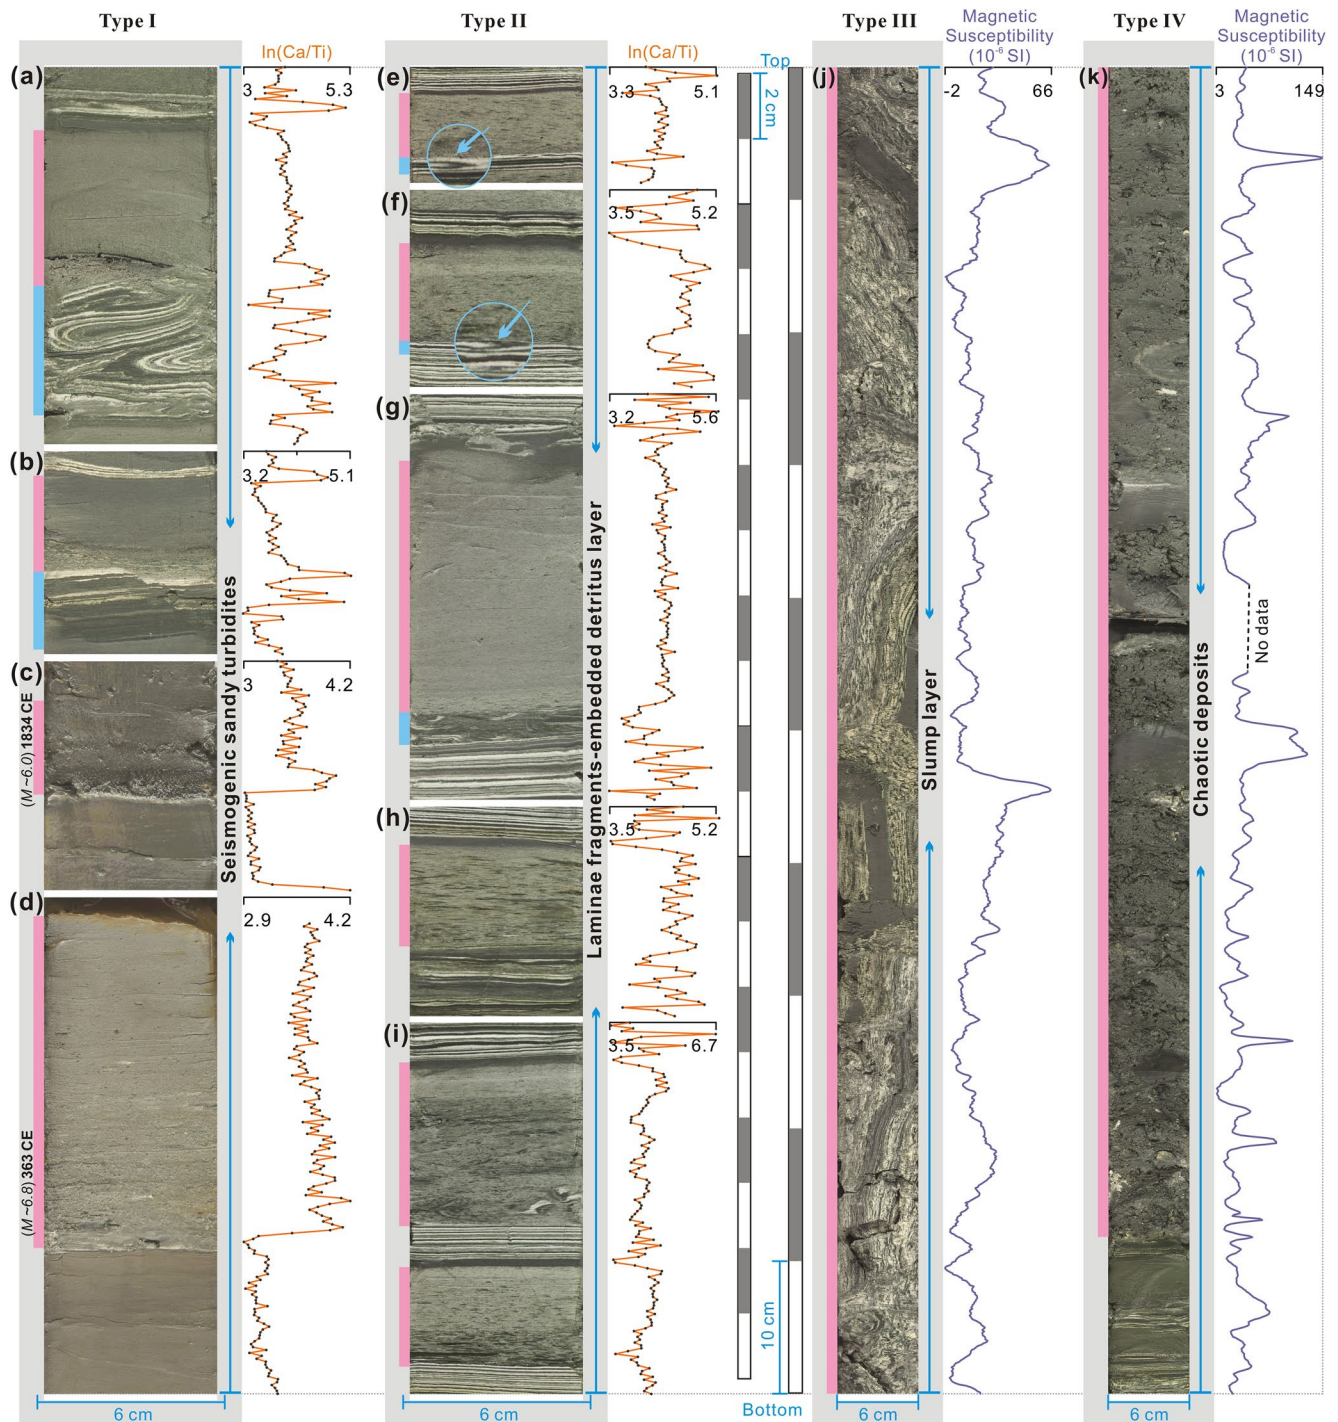 Type I
Type II
Type III
Magnetic
Susceptibility
(10⁻⁶ SI)
Type IV
Magnetic
Susceptibility
(10⁻⁶ SI)
ln(Ca/Ti)
ln(Ca/Ti)
Top
(a)
3 5.3
(e)
3.3 5.1
2 cm
(j)
-2 66
(k)
3 149
(f)
3.5 5.2
(g)
3.2 5.6
(b)
3.2 5.1
Seismogenic sandy turbidites
Laminae fragments-embedded detritus layer
Slump layer
Chaotic deposits
No data
(c)
3 4.2
(M ~6.0) 1834 CE
(h)
3.5 5.2
(d)
2.9 4.2
(M ~6.8) 363 CE
(i)
3.5 6.7
10 cm
6 cm
6 cm
Bottom
6 cm
6 cm